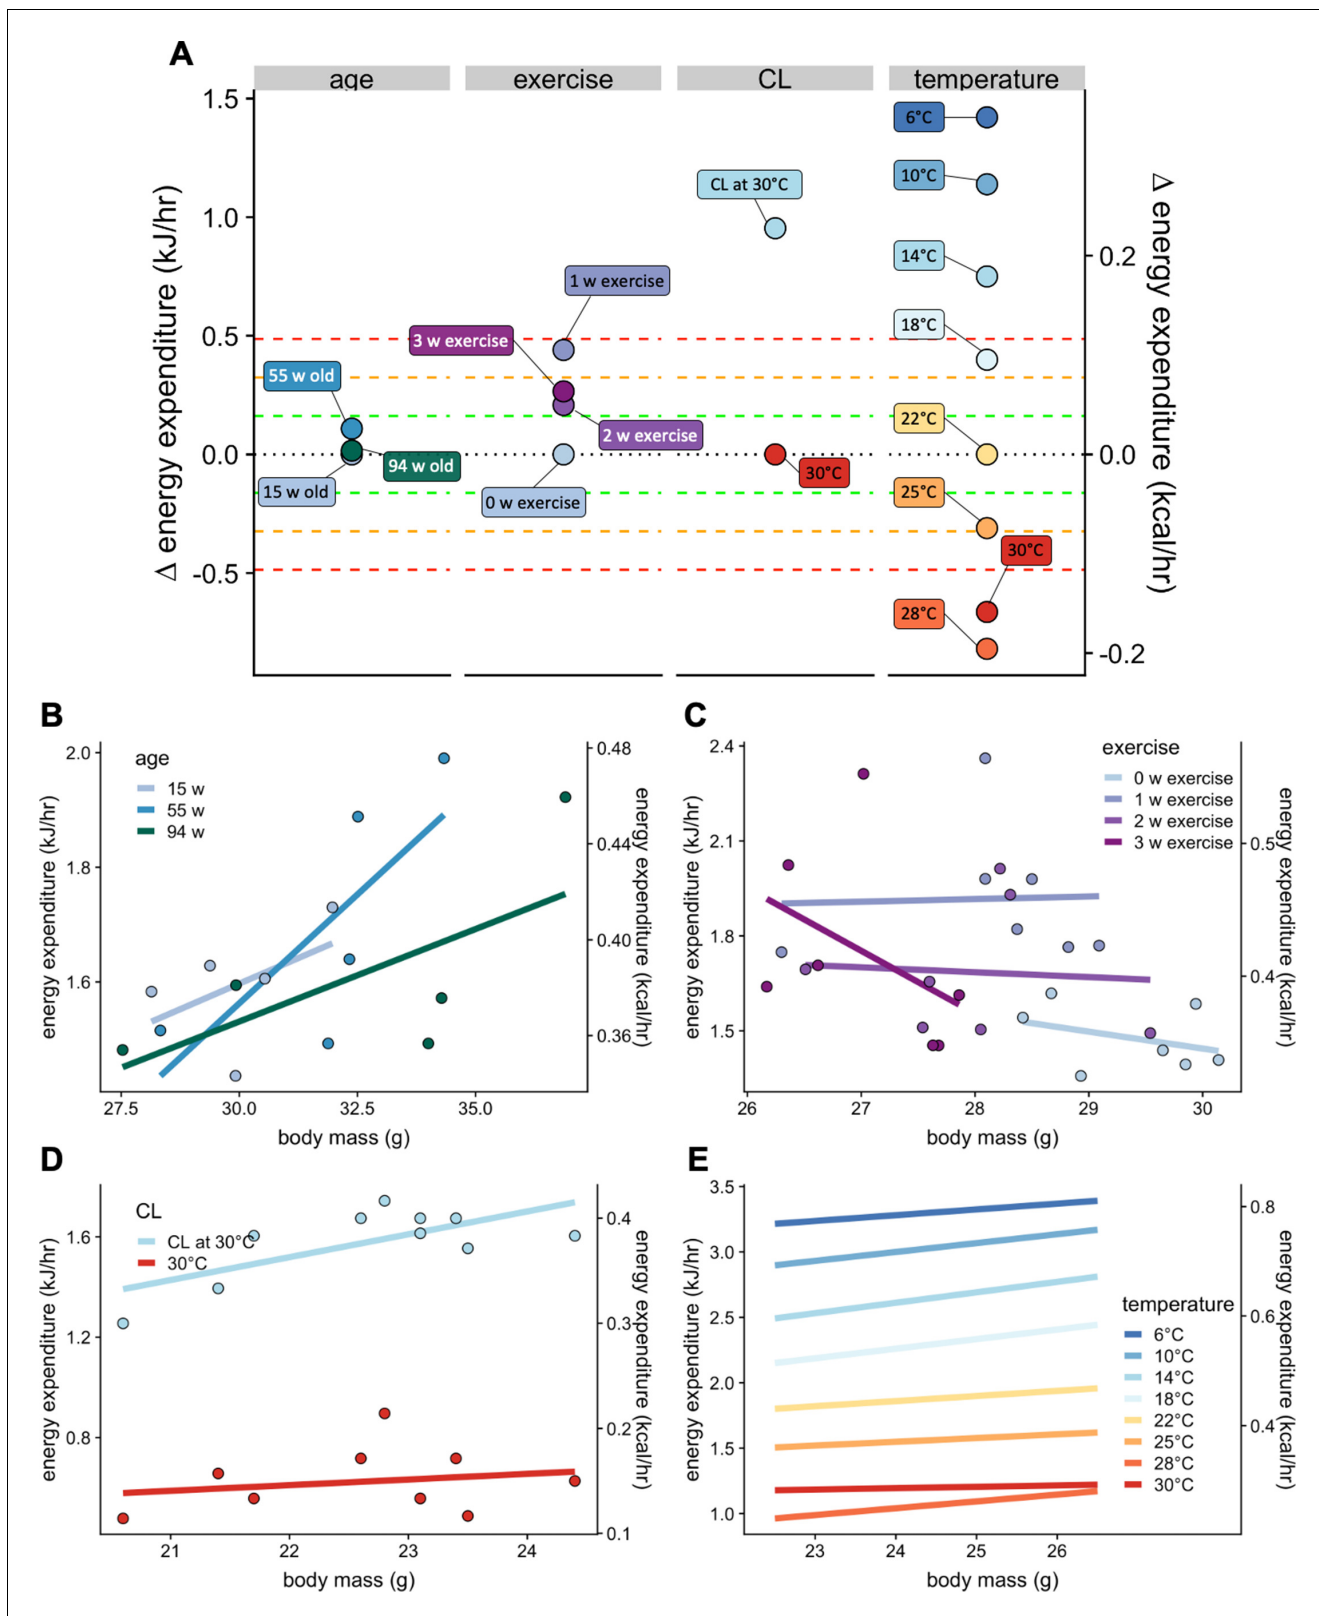 A
age
exercise
CL
temperature
1.5
1.0
0.5
0.0
-0.5
Δ energy expenditure (kJ/hr)
0.2
0.0
-0.2
Δ energy expenditure (kcal/hr)
55 w old
94 w old
15 w old
1 w exercise
3 w exercise
2 w exercise
0 w exercise
CL at 30°C
30°C
6°C
10°C
14°C
18°C
22°C
25°C
30°C
28°C
B
age
15 w
55 w
94 w
2.0
1.8
1.6
energy expenditure (kJ/hr)
0.48
0.44
0.40
0.36
energy expenditure (kcal/hr)
27.5
30.0
32.5
35.0
body mass (g)
C
exercise
0 w exercise
1 w exercise
2 w exercise
3 w exercise
2.4
2.1
1.8
1.5
energy expenditure (kJ/hr)
0.5
0.4
energy expenditure (kcal/hr)
26
27
28
29
30
body mass (g)
D
CL
CL at 30°C
30°C
1.6
1.2
0.8
energy expenditure (kJ/hr)
0.4
0.3
0.2
0.1
energy expenditure (kcal/hr)
21
22
23
24
body mass (g)
E
3.5
3.0
2.5
2.0
1.5
1.0
energy expenditure (kJ/hr)
temperature
6°C
10°C
14°C
18°C
22°C
25°C
28°C
30°C
0.8
0.6
0.4
energy expenditure (kcal/hr)
23
24
25
26
body mass (g)